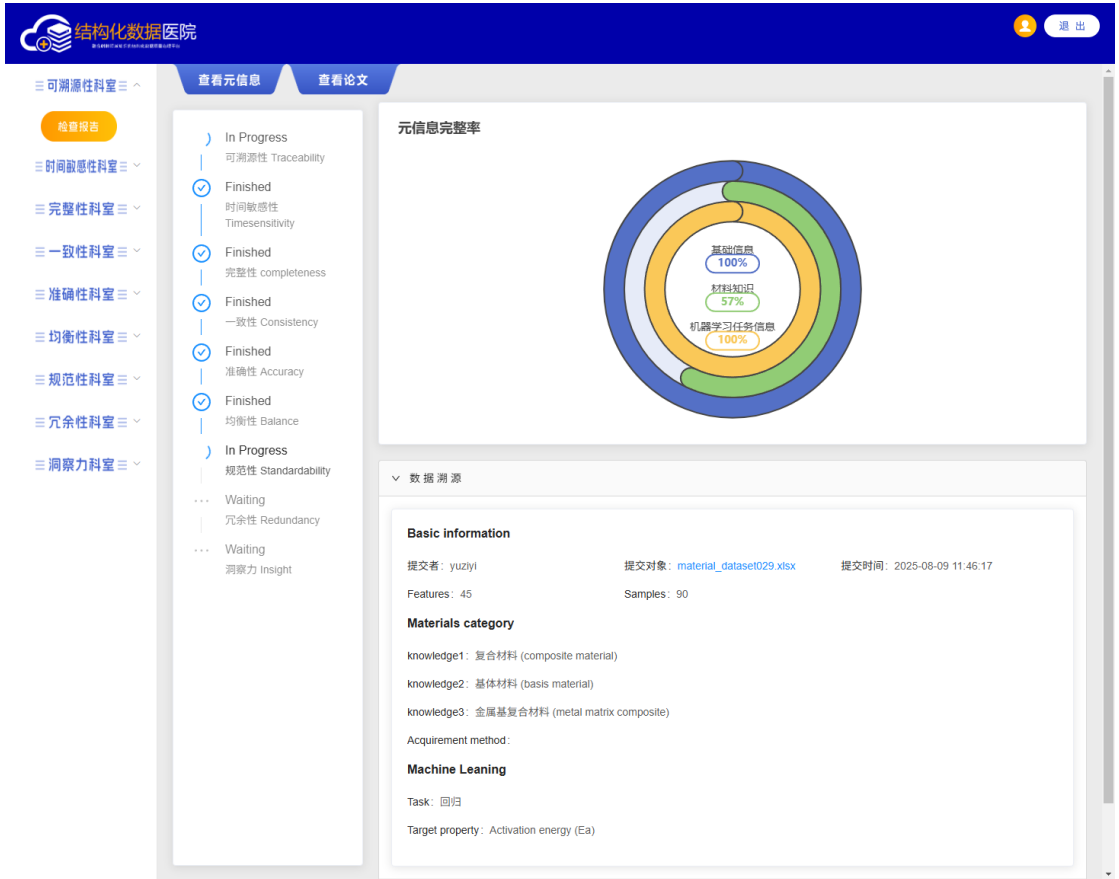 结构化数据医院
退 出
可溯源性科室
检查报告
时间敏感性科室
完整性科室
一致性科室
准确性科室
均衡性科室
规范性科室
冗余性科室
洞察力科室
查看元信息
查看论文
In Progress
可溯源性 Traceability
Finished
时间敏感性
Timesensitivity
Finished
完整性 completeness
Finished
一致性 Consistency
Finished
准确性 Accuracy
Finished
均衡性 Balance
In Progress
规范性 Standardability
Waiting
冗余性 Redundancy
Waiting
洞察力 Insight
元信息完整率
基础信息
100%
材料知识
57%
机器学习任务信息
100%
数据溯源
Basic information
提交者: yuziyi
提交对象: material_dataset029.xlsx
提交时间: 2025-08-09 11:46:17
Features: 45
Samples: 90
Materials category
knowledge1: 复合材料 (composite material)
knowledge2: 基体材料 (basis material)
knowledge3: 金属基复合材料 (metal matrix composite)
Acquirement method:
Machine Leaning
Task: 回归
Target property: Activation energy (Ea)